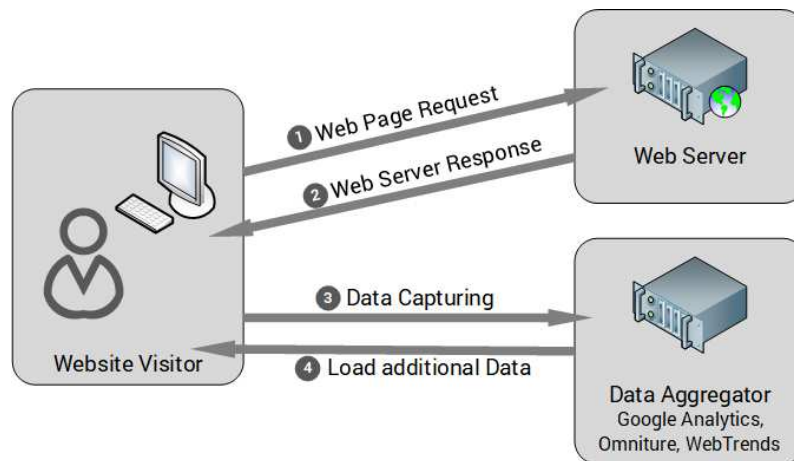 1 Web Page Request
2 Web Server Response
Web Server
3 Data Capturing
4 Load additional Data
Website Visitor
Data Aggregator
Google Analytics,
Omniture, WebTrends